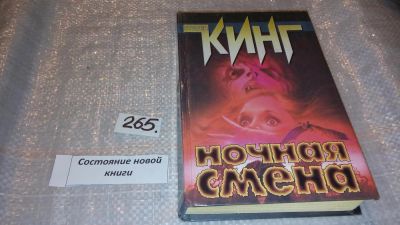 КИНГ
265.
Состояние новой
книги
НОЧНАЯ
СМЕНА